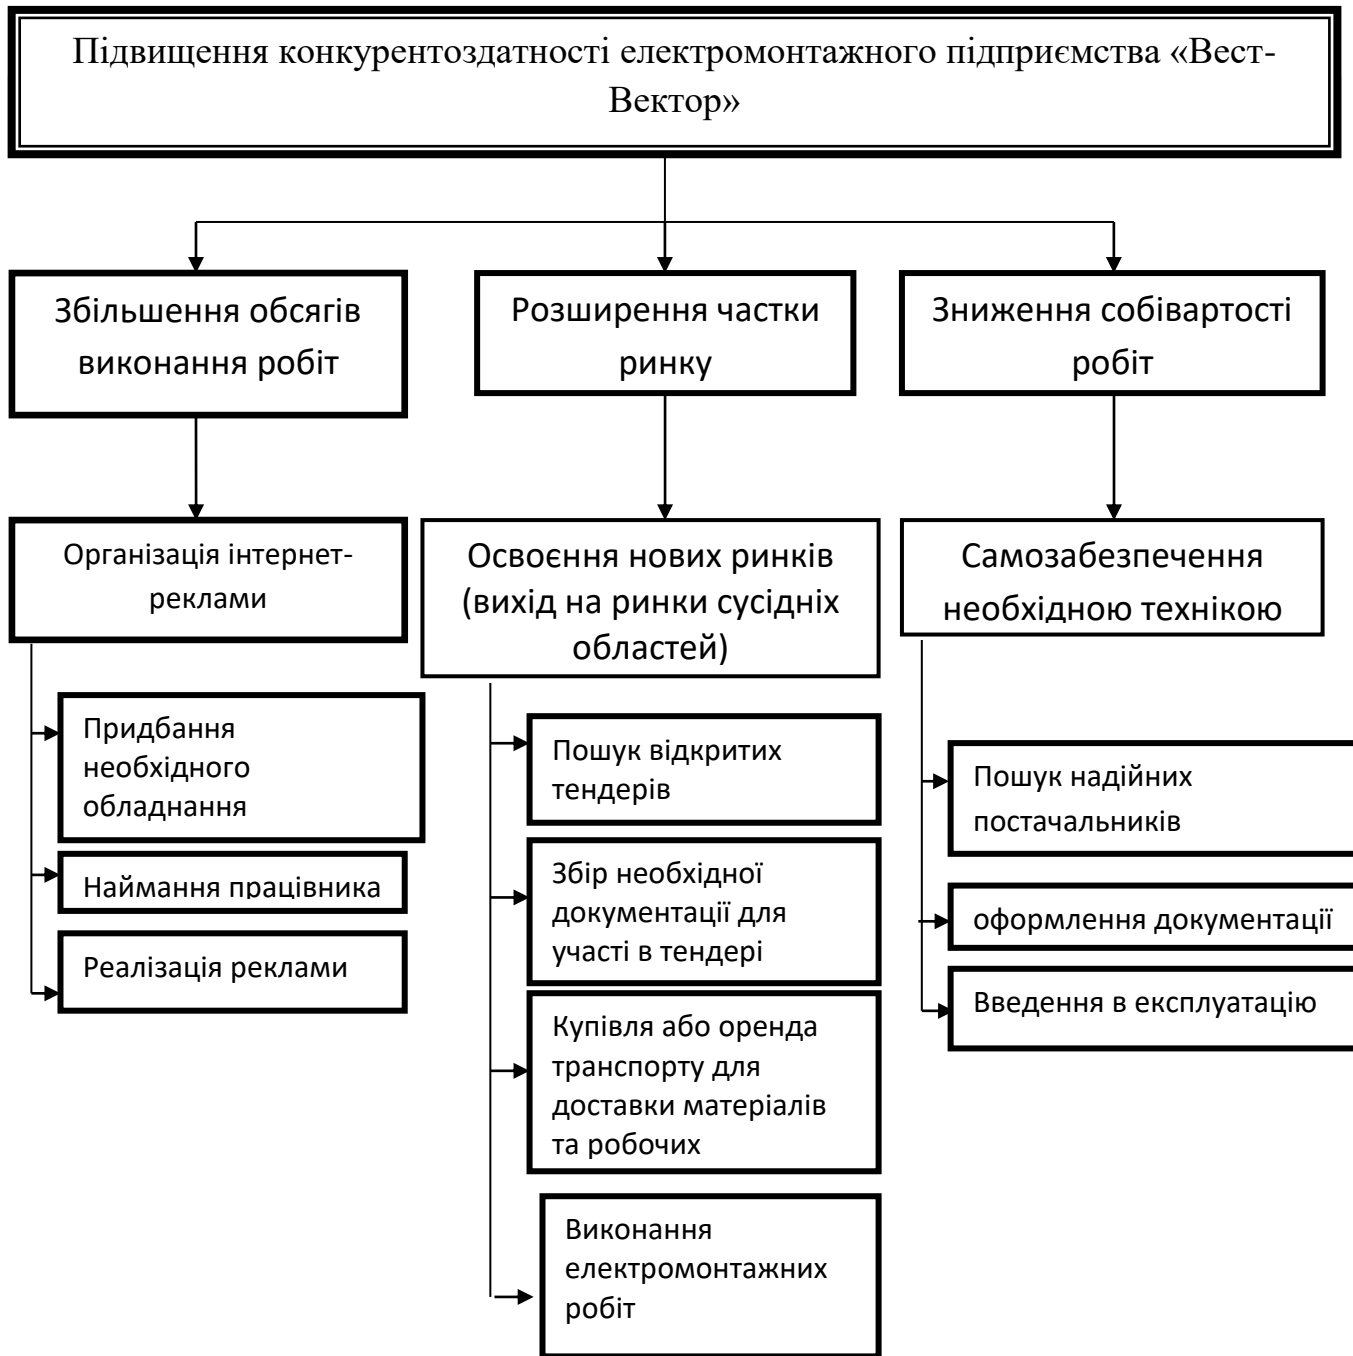 Підвищення конкурентоздатності електромонтажного підприємства «Вест-
Вектор»
Збільшення обсягів
виконання робіт
Розширення частки
ринку
Зниження собівартості
робіт
Організація інтернет-
реклами
Освоєння нових ринків
(вихід на ринки сусідніх
областей)
Самозабезпечення
необхідною технікою
Придбання
необхідного
обладнання
Наймання працівника
Реалізація реклами
Пошук відкритих
тендерів
Збір необхідної
документації для
участі в тендері
Купівля або оренда
транспорту для
доставки матеріалів
та робочих
Виконання
електромонтажних
робіт
Пошук надійних
постачальників
оформлення документації
Введення в експлуатацію